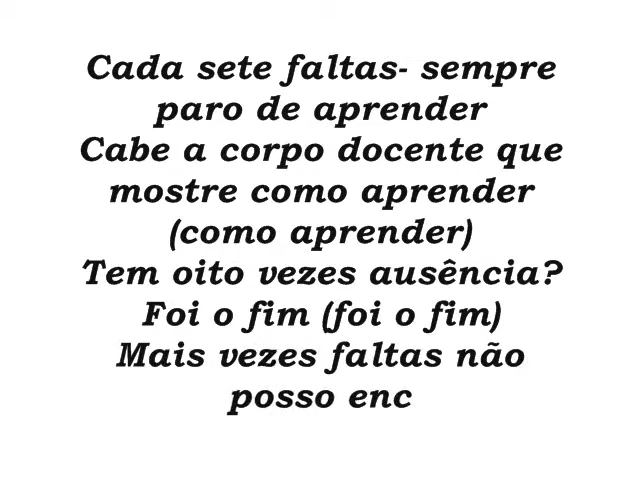 Cada sete faltas- sempre
paro de aprender
Cabe a corpo docente que
mostre como aprender
(como aprender)
Tem oito vezes ausência?
Foi o fim (foi o fim)
Mais vezes faltas não
posso enc